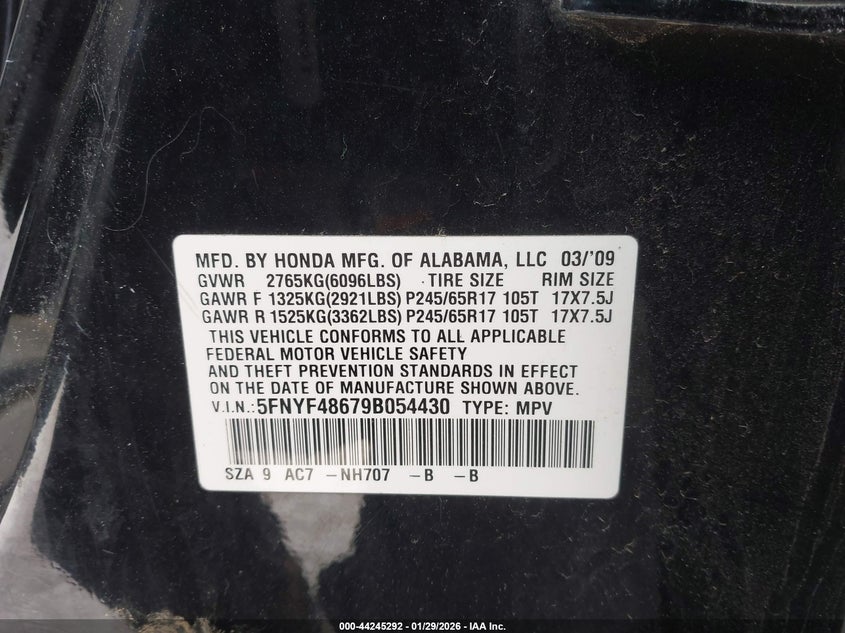 MFD. BY HONDA MFG. OF ALABAMA, LLC 03/'09
GVWR 2765KG(6096LBS) TIRE SIZE RIM SIZE
GAWR F 1325KG(2921LBS) P245/65R17 105T 17X7.5J
GAWR R 1525KG(3362LBS) P245/65R17 105T 17X7.5J
THIS VEHICLE CONFORMS TO ALL APPLICABLE
FEDERAL MOTOR VEHICLE SAFETY
AND THEFT PREVENTION STANDARDS IN EFFECT
ON THE DATE OF MANUFACTURE SHOWN ABOVE.
V.I.N.:5FNYF48679B054430 TYPE: MPV
SZA 9 AC7 -NH707 -B -B
000-44245292 - 01/29/2026 - IAA Inc.